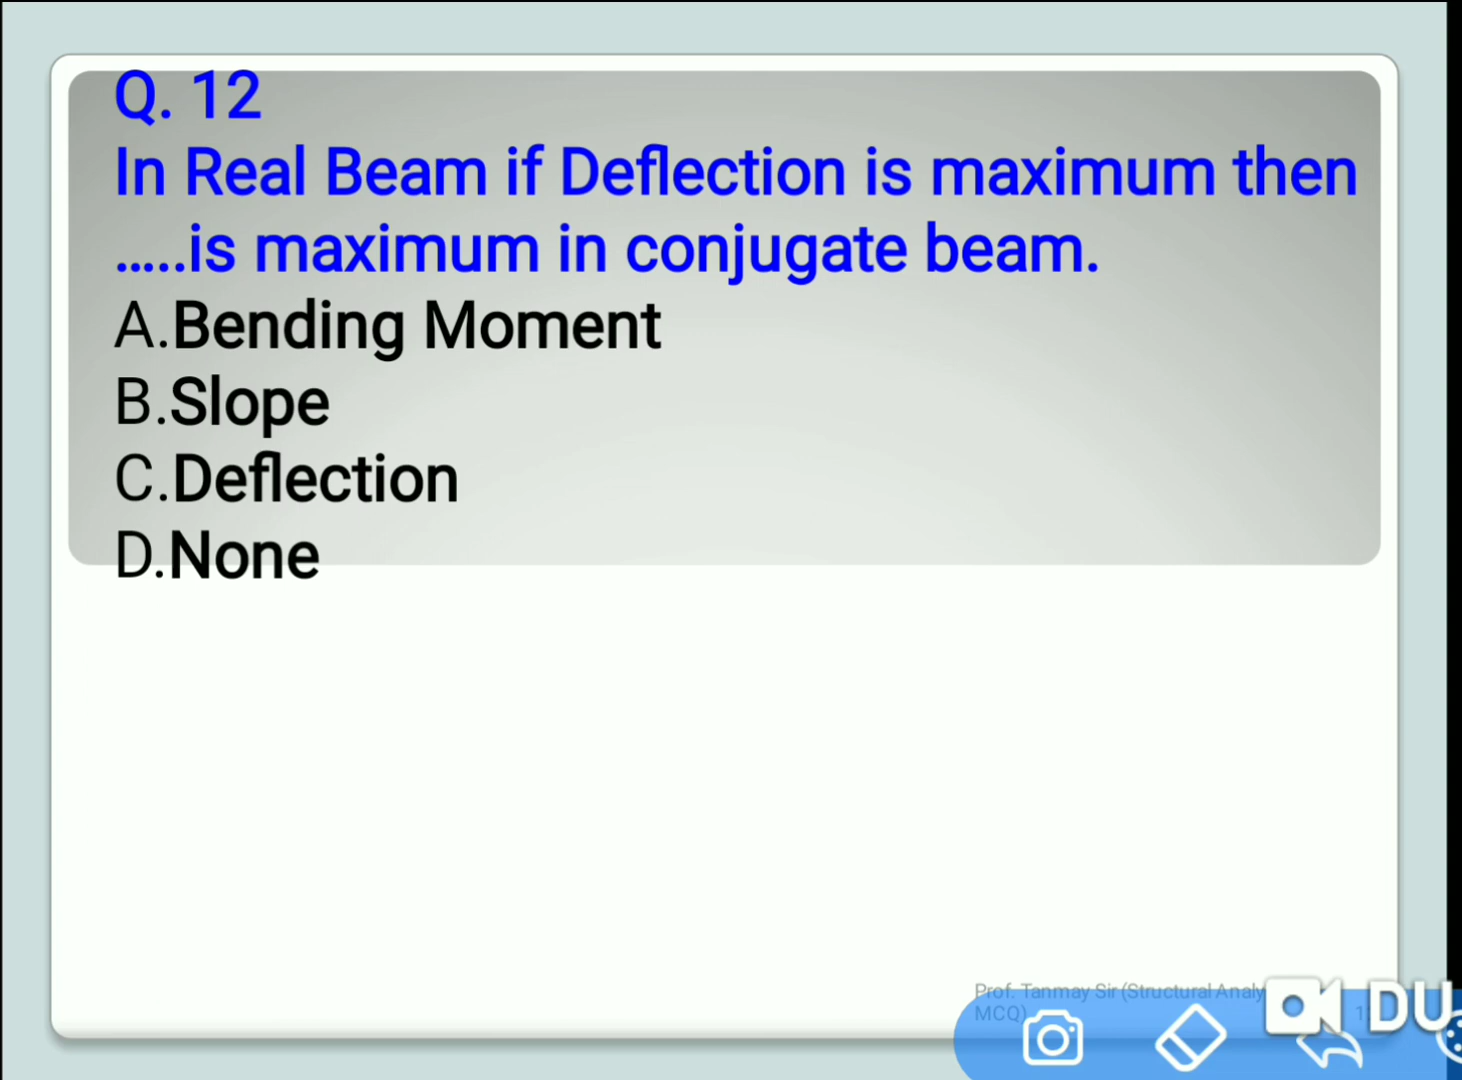 Q. 12
In Real Beam if Deflection is maximum then
.....is maximum in conjugate beam.
A.Bending Moment
B.Slope
C.Deflection
D.None
Prof. Tanmay Sir (Structural
MCQ)
DU